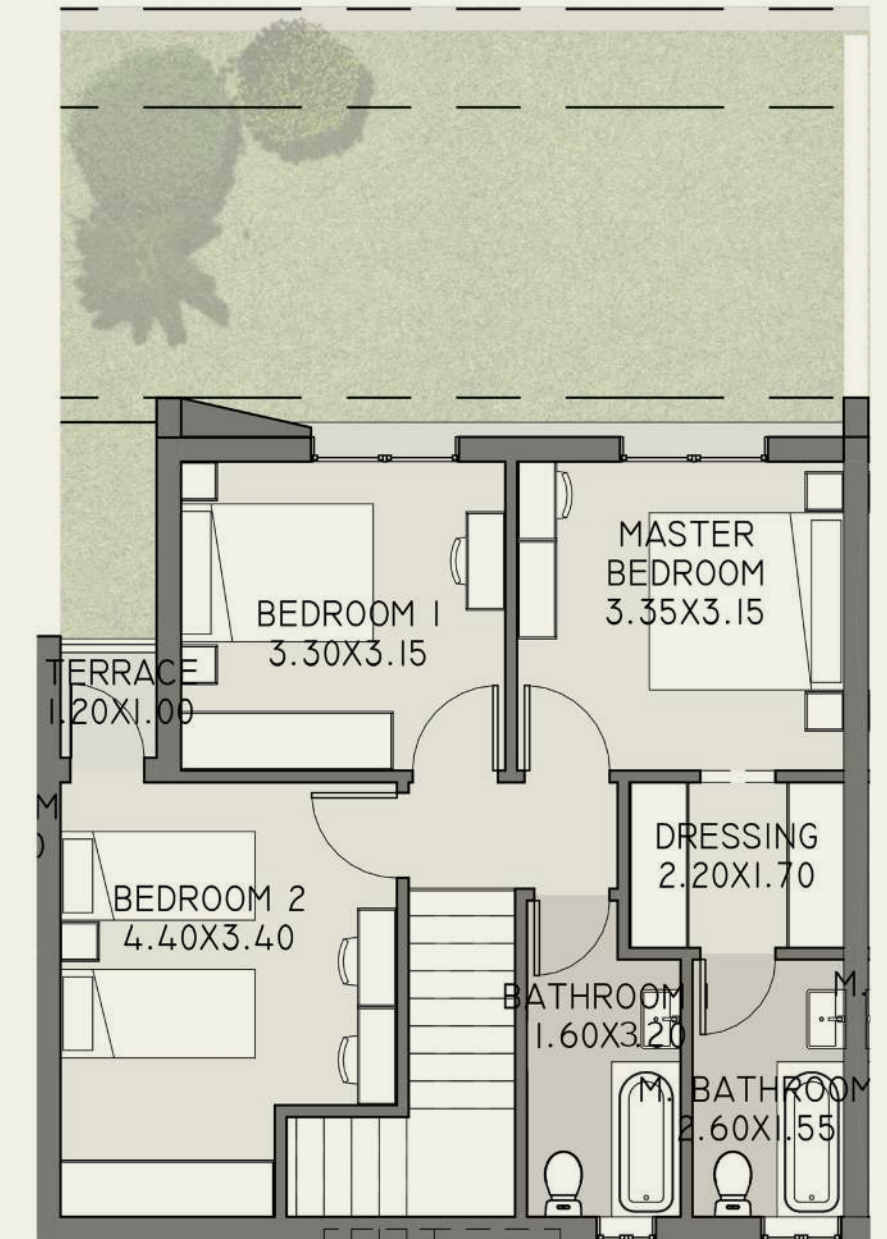 MASTER
BEDROOM
3.35X3.15
BEDROOM 1
3.30X3.15
TERRACE
1.20X1.00
M
DRESSING
2.20X1.70
BEDROOM 2
4.40X3.40
BATHROOM 1
1.60X3.20
M.
M. BATHROOM
2.60X1.55